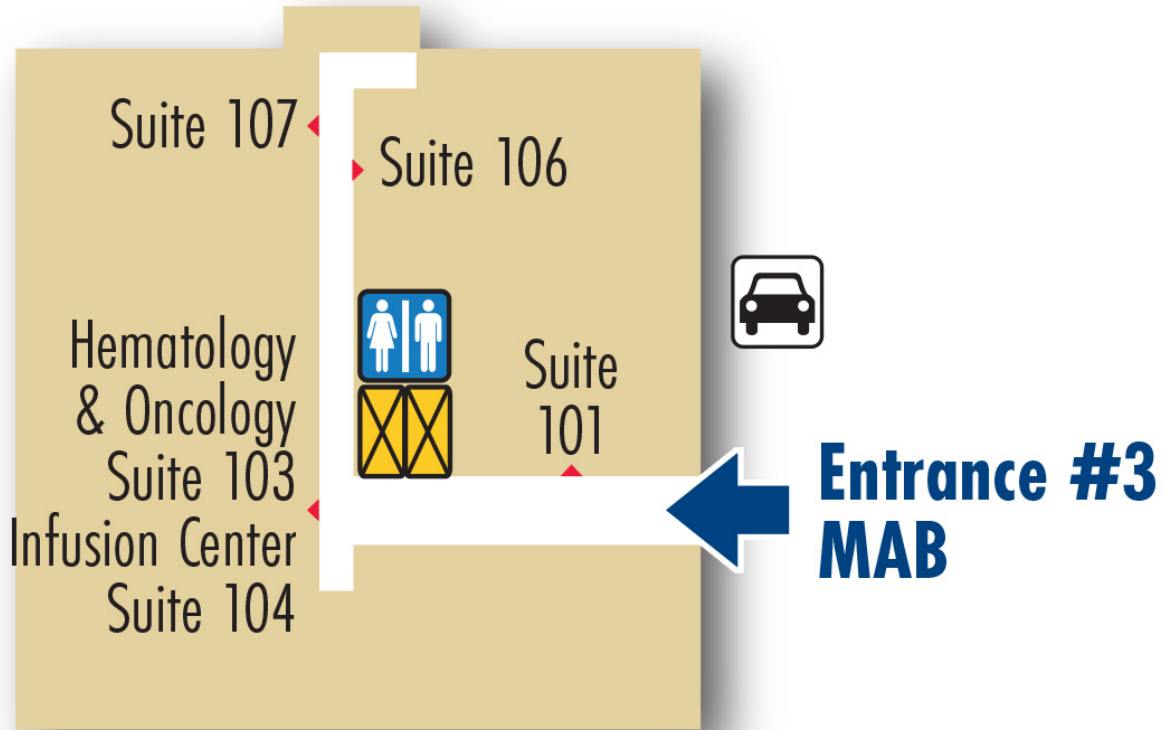 Suite 107
Suite 106
Hematology
& Oncology
Suite 103
Infusion Center
Suite 104
Suite
101
Entrance #3
MAB